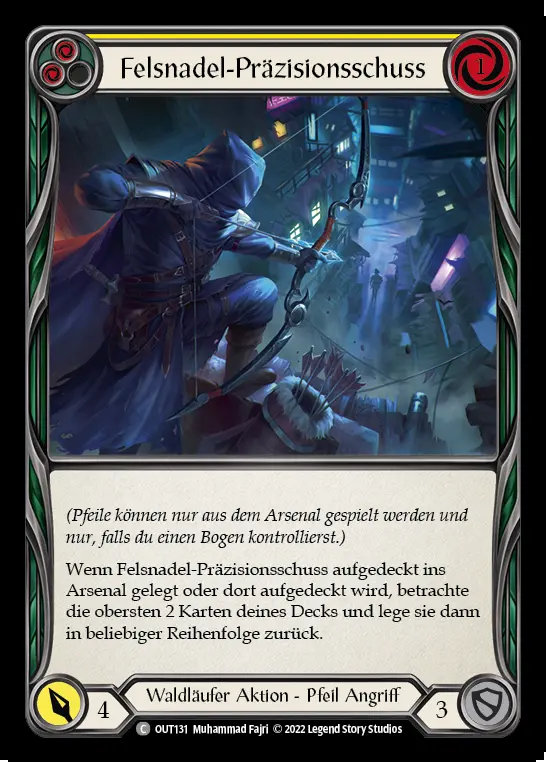 Felsnadel-Präzisionsschuss
1
(Pfeile können nur aus dem Arsenal gespielt werden und
nur, falls du einen Bogen kontrollierst.)
Wenn Felsnadel-Präzisionsschuss aufgedeckt ins
Arsenal gelegt oder dort aufgedeckt wird, betrachte
die obersten 2 Karten deines Decks und lege sie dann
in beliebiger Reihenfolge zurück.
4
Waldläufer Aktion - Pfeil Angriff
3
C OUT131 Muhammad Fajri © 2022 Legend Story Studios